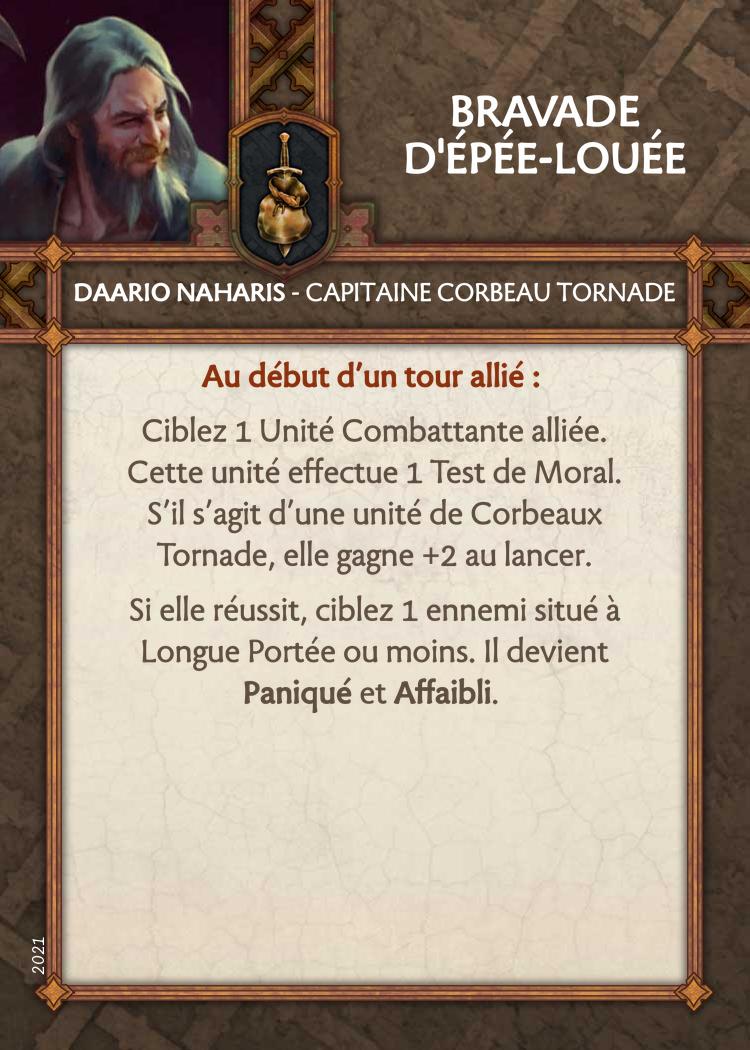 BRAVADE
D'ÉPÉE-LOUÉE
DAARIO NAHARIS - CAPITAINE CORBEAU TORNADE
Au début d’un tour allié :
Ciblez 1 Unité Combattante alliée.
Cette unité effectue 1 Test de Moral.
S’il s’agit d’une unité de Corbeaux
Tornade, elle gagne +2 au lancer.
Si elle réussit, ciblez 1 ennemi situé à
Longue Portée ou moins. Il devient
Paniqué et Affaibli.
2021